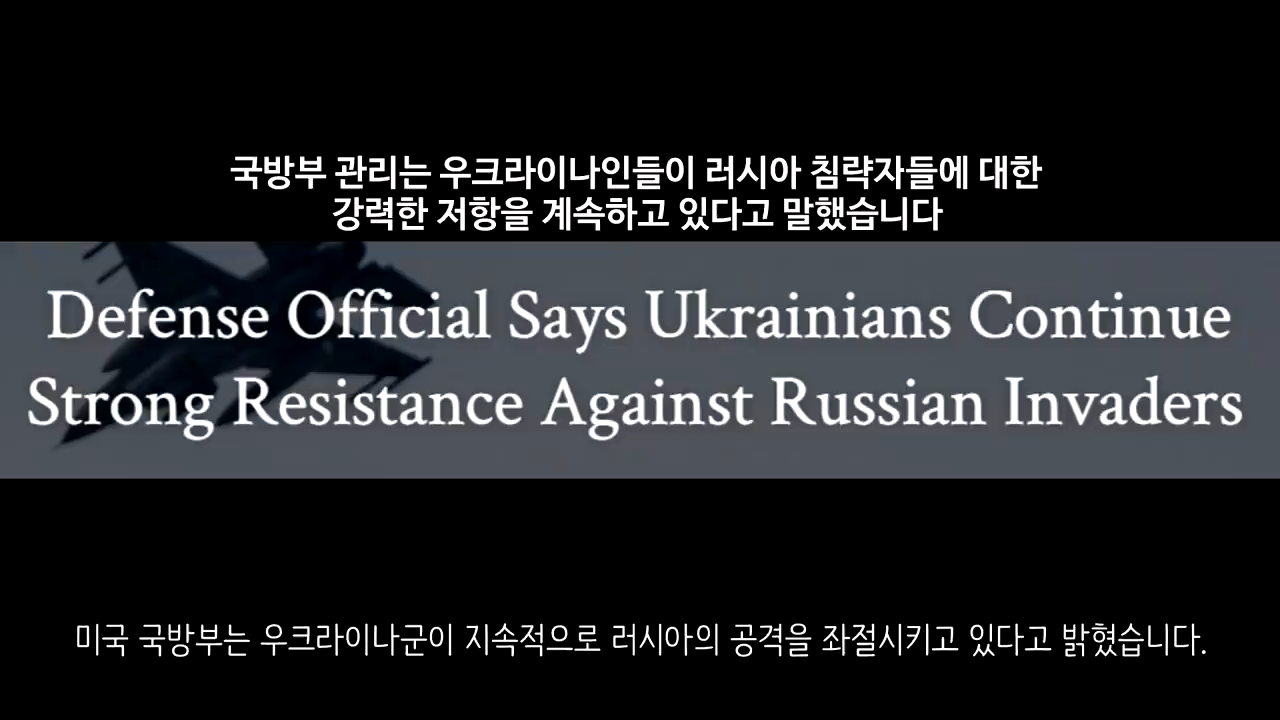 국방부 관리는 우크라이나인들이 러시아 침략자들에 대한
강력한 저항을 계속하고 있다고 말했습니다
Defense Official Says Ukrainians Continue
Strong Resistance Against Russian Invaders
미국 국방부는 우크라이나군이 지속적으로 러시아의 공격을 좌절시키고 있다고 밝혔습니다.